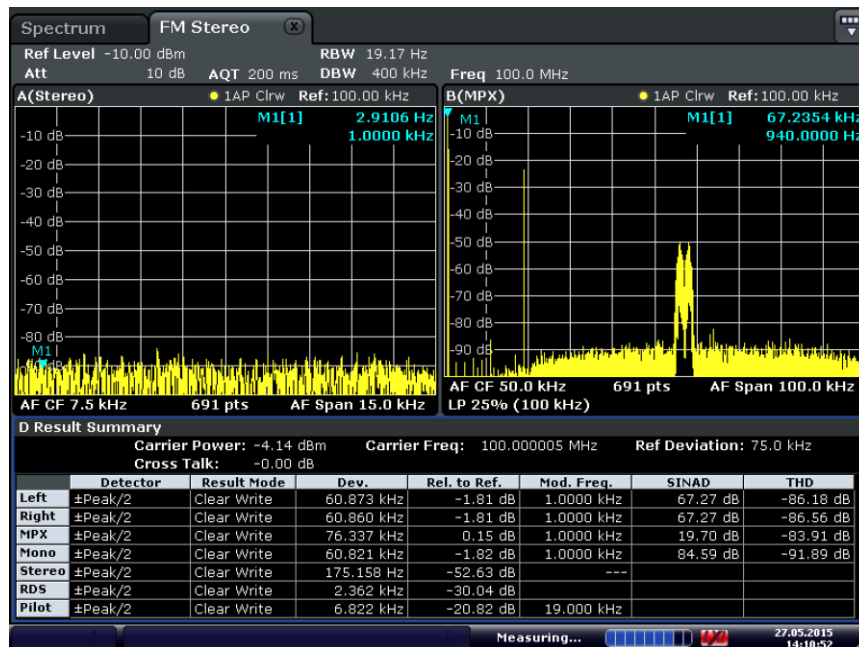 Spectrum FM Stereo X
Ref Level -10.00 dBm RBW 19.17 Hz
Att 10 dB AQT 200 ms DBW 400 kHz Freq 100.0 MHz
A(Stereo) 1AP Clrw Ref:100.00 kHz
M1[1] 2.9106 Hz
1.0000 kHz
-10 dB
-20 dB
-30 dB
-40 dB
-50 dB
-60 dB
-70 dB
-80 dB
M1
AF CF 7.5 kHz 691 pts AF Span 15.0 kHz
B(MPX) 1AP Clrw Ref:100.00 kHz
M1 M1[1] 67.2354 kHz
940.0000 Hz
-10 dB
-20 dB
-30 dB
-40 dB
-50 dB
-60 dB
-70 dB
-80 dB
-90 dB
AF CF 50.0 kHz 691 pts AF Span 100.0 kHz
LP 25% (100 kHz)
D Result Summary
Carrier Power: -4.14 dBm Carrier Freq: 100.000005 MHz Ref Deviation: 75.0 kHz
Cross Talk: -0.00 dB
Detector Result Mode Dev. Rel. to Ref. Mod. Freq. SINAD THD
Left ±Peak/2 Clear Write 60.873 kHz -1.81 dB 1.0000 kHz 67.27 dB -86.18 dB
Right ±Peak/2 Clear Write 60.860 kHz -1.81 dB 1.0000 kHz 67.27 dB -86.56 dB
MPX ±Peak/2 Clear Write 76.337 kHz 0.15 dB 1.0000 kHz 19.70 dB -83.91 dB
Mono ±Peak/2 Clear Write 60.821 kHz -1.82 dB 1.0000 kHz 84.59 dB -91.89 dB
Stereo ±Peak/2 Clear Write 175.158 Hz -52.63 dB ---
RDS ±Peak/2 Clear Write 2.362 kHz -30.04 dB
Pilot ±Peak/2 Clear Write 6.822 kHz -20.82 dB 19.000 kHz
Measuring... 27.05.2015
14:10:52